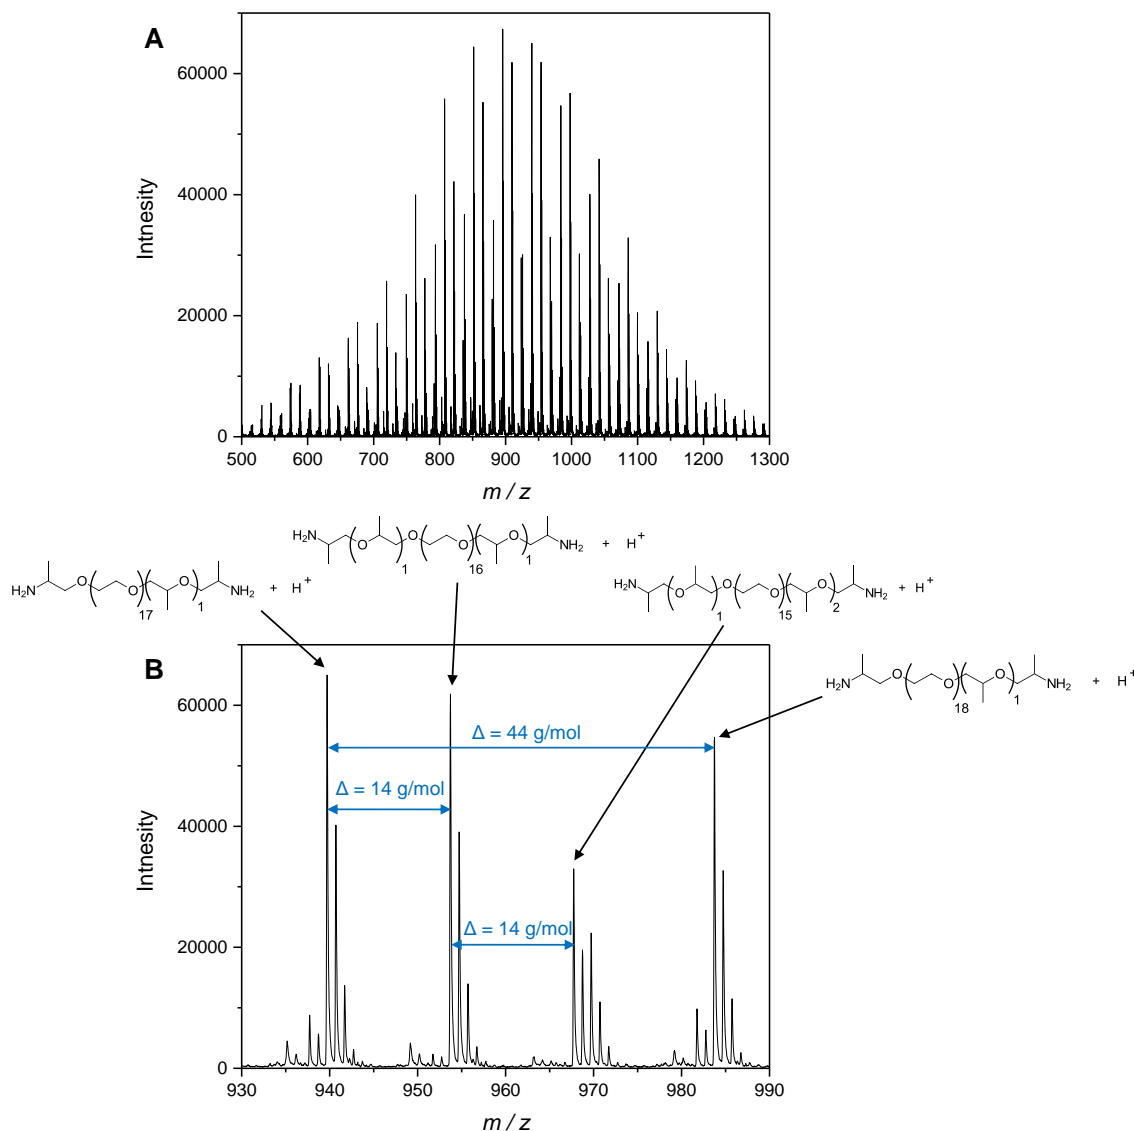 A
60000
40000
20000
0
Intnesity
500 600 700 800 900 1000 1100 1200 1300
m / z
H2N O O 1 O 16 O 1 NH2 + H+
H2N O O 17 O 1 NH2 + H+
H2N O 1 O O 15 O 2 NH2 + H+
H2N O O 18 O 1 NH2 + H+
B
60000
40000
20000
0
Intnesity
Δ = 44 g/mol
Δ = 14 g/mol
Δ = 14 g/mol
930 940 950 960 970 980 990
m / z